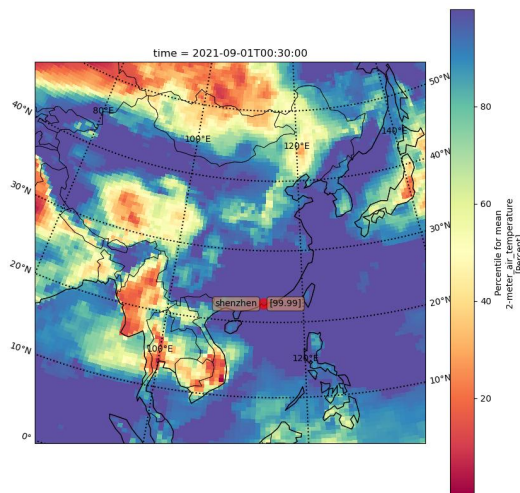 time = 2021-09-01T00:30:00
50°N
40°N
80°E
100°E
120°E
140°E
40°N
30°N
30°N
20°N
shenzhen [99.99]
20°N
10°N
100°E
120°E
10°N
0°
80
60
40
20
Percentile for mean
2-meter_air_temperature
[Percent]